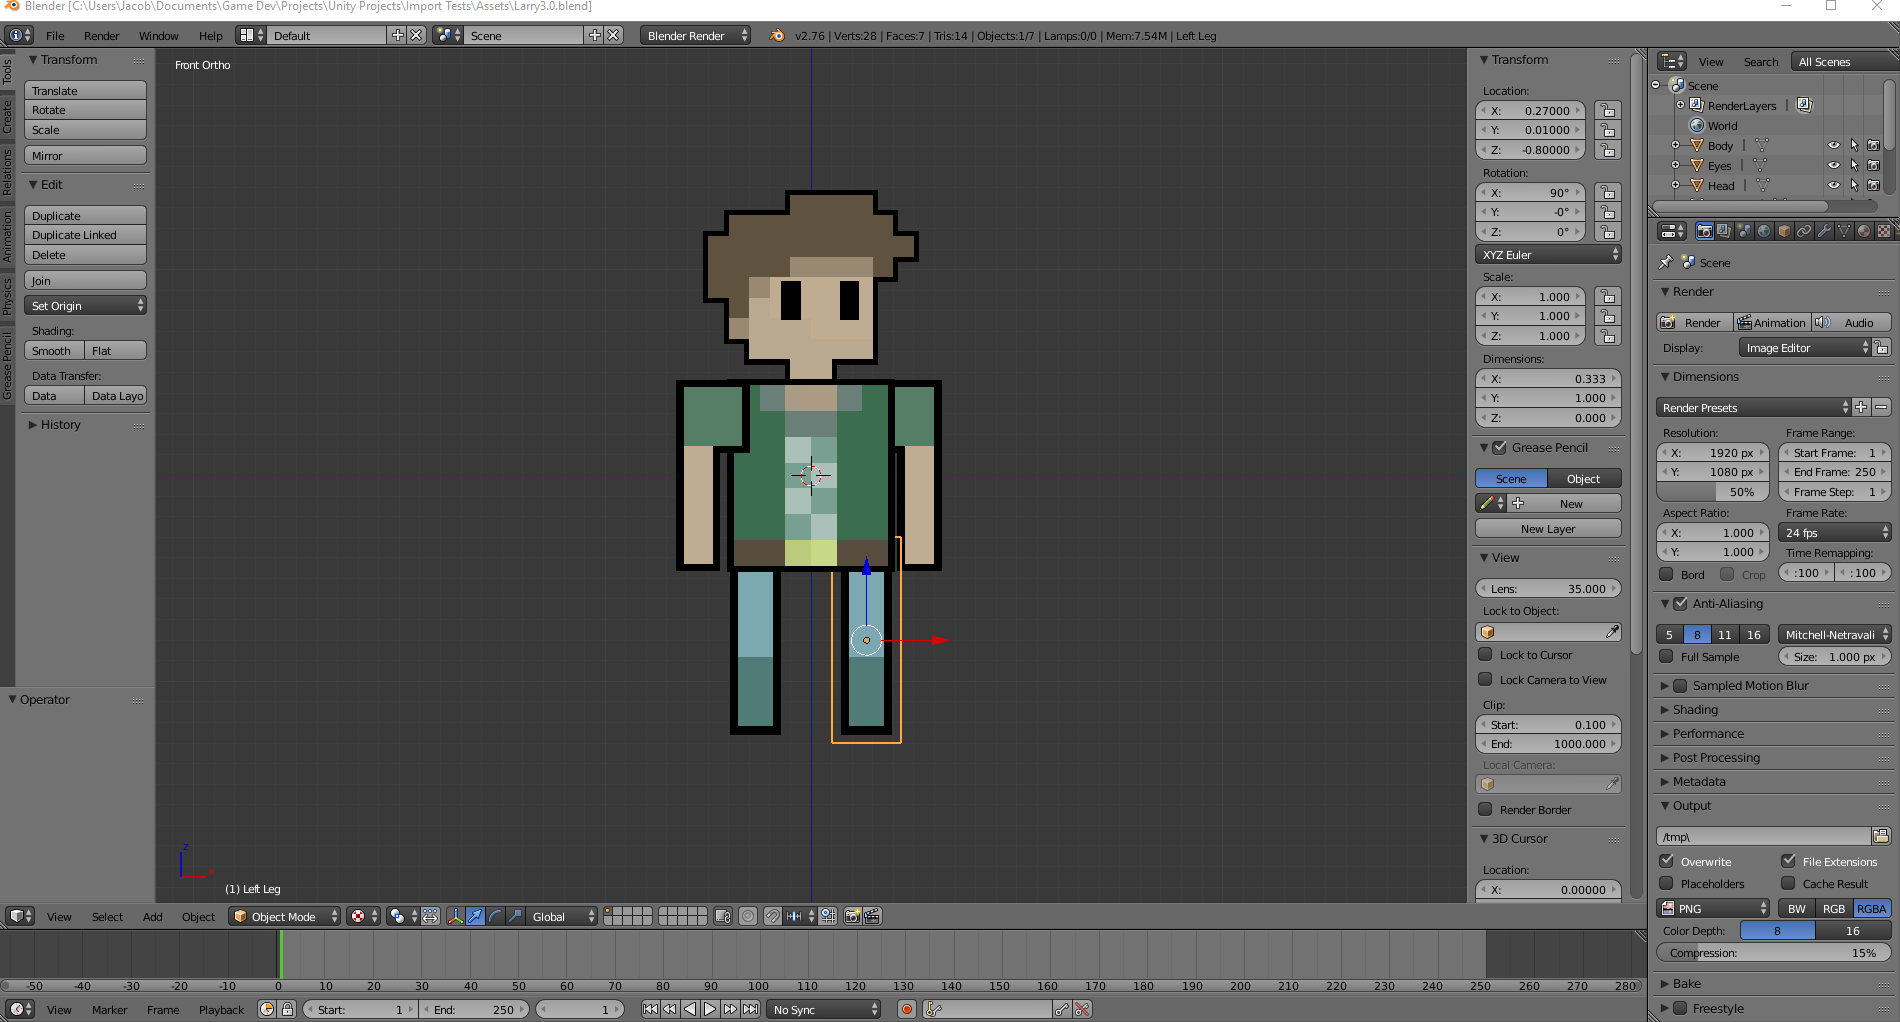 Blender [C:\Users\Jacob\Documents\Game Dev\Projects\Unity Projects\Import Tests\Assets\Larry3.0.blend]
File Render Window Help Default Scene Blender Render v2.76 | Verts:28 | Faces:7 | Tris:14 | Objects:1/7 | Lamps:0/0 | Mem:7.54M | Left Leg
Tools
Create
Relations
Animation
Physics
Grease Pencil
Transform
Translate
Rotate
Scale
Mirror
Edit
Duplicate
Duplicate Linked
Delete
Join
Set Origin
Shading:
Smooth Flat
Data Transfer:
Data Data Layo
History
Operator
Front Ortho
z
x
(1) Left Leg
Transform
Location:
X: 0.27000
Y: 0.01000
Z: -0.80000
Rotation:
X: 90°
Y: -0°
Z: 0°
XYZ Euler
Scale:
X: 1.000
Y: 1.000
Z: 1.000
Dimensions:
X: 0.333
Y: 1.000
Z: 0.000
Grease Pencil
Scene Object
New
New Layer
View
Lens: 35.000
Lock to Object:
Lock to Cursor
Lock Camera to View
Clip:
Start: 0.100
End: 1000.000
Local Camera:
Render Border
3D Cursor
Location:
X: 0.00000
View Search All Scenes
Scene
RenderLayers
World
Body
Eyes
Head
Scene
Render
Render Animation Audio
Display: Image Editor
Dimensions
Render Presets
Resolution: Frame Range:
X: 1920 px Start Frame: 1
Y: 1080 px End Frame: 250
50% Frame Step: 1
Aspect Ratio: Frame Rate:
X: 1.000 24 fps
Y: 1.000 Time Remapping:
Bord Crop :100 :100
Anti-Aliasing
5 8 11 16 Mitchell-Netravali
Full Sample Size: 1.000 px
Sampled Motion Blur
Shading
Performance
Post Processing
Metadata
Output
/tmp\
Overwrite File Extensions
Placeholders Cache Result
PNG BW RGB RGBA
Color Depth: 8 16
Compression: 15%
Bake
Freestyle
View Select Add Object Object Mode Global
-50 -40 -30 -20 -10 0 10 20 30 40 50 60 70 80 90 100 110 120 130 140 150 160 170 180 190 200 210 220 230 240 250 260 270 280
View Marker Frame Playback Start: 1 End: 250 1 No Sync